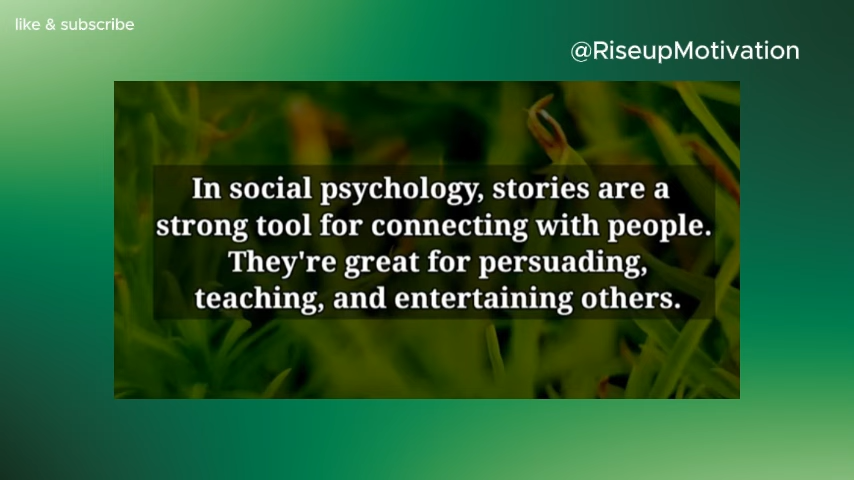 like & subscribe
@RiseupMotivation
In social psychology, stories are a
strong tool for connecting with people.
They're great for persuading,
teaching, and entertaining others.